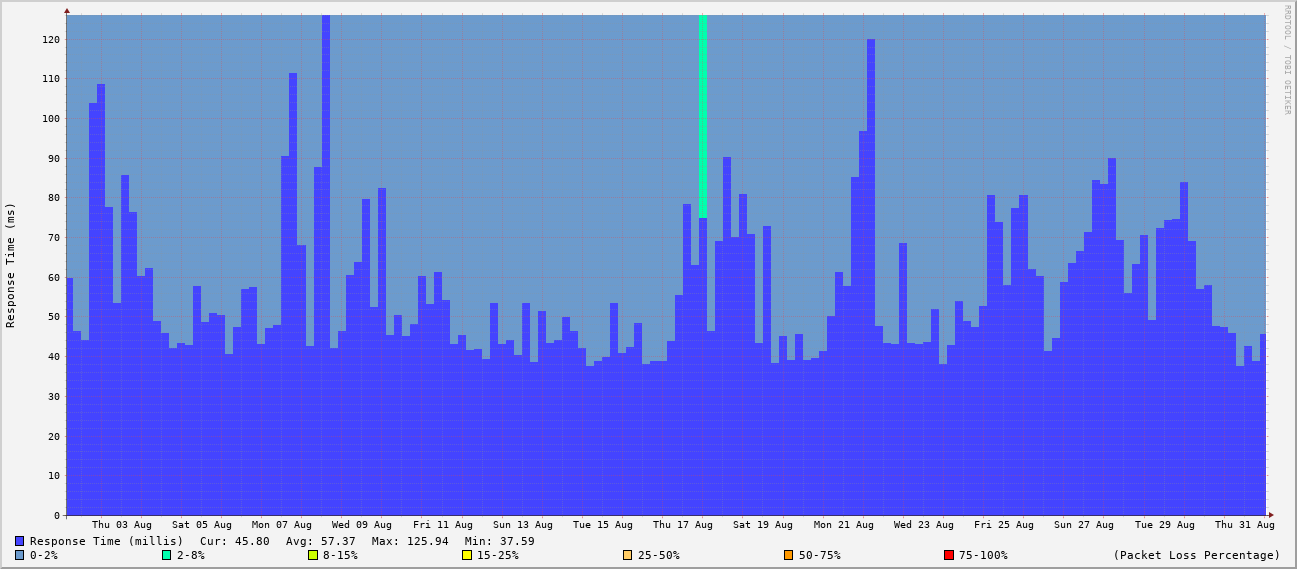 RRDTOOL / TOBI OETIKER
Response Time (ms)
120
110
100
90
80
70
60
50
40
30
20
10
0
Thu 03 Aug Sat 05 Aug Mon 07 Aug Wed 09 Aug Fri 11 Aug Sun 13 Aug Tue 15 Aug Thu 17 Aug Sat 19 Aug Mon 21 Aug Wed 23 Aug Fri 25 Aug Sun 27 Aug Tue 29 Aug Thu 31 Aug
Response Time (millis) Cur: 45.80 Avg: 57.37 Max: 125.94 Min: 37.59
0-2% 2-8% 8-15% 15-25% 25-50% 50-75% 75-100% (Packet Loss Percentage)